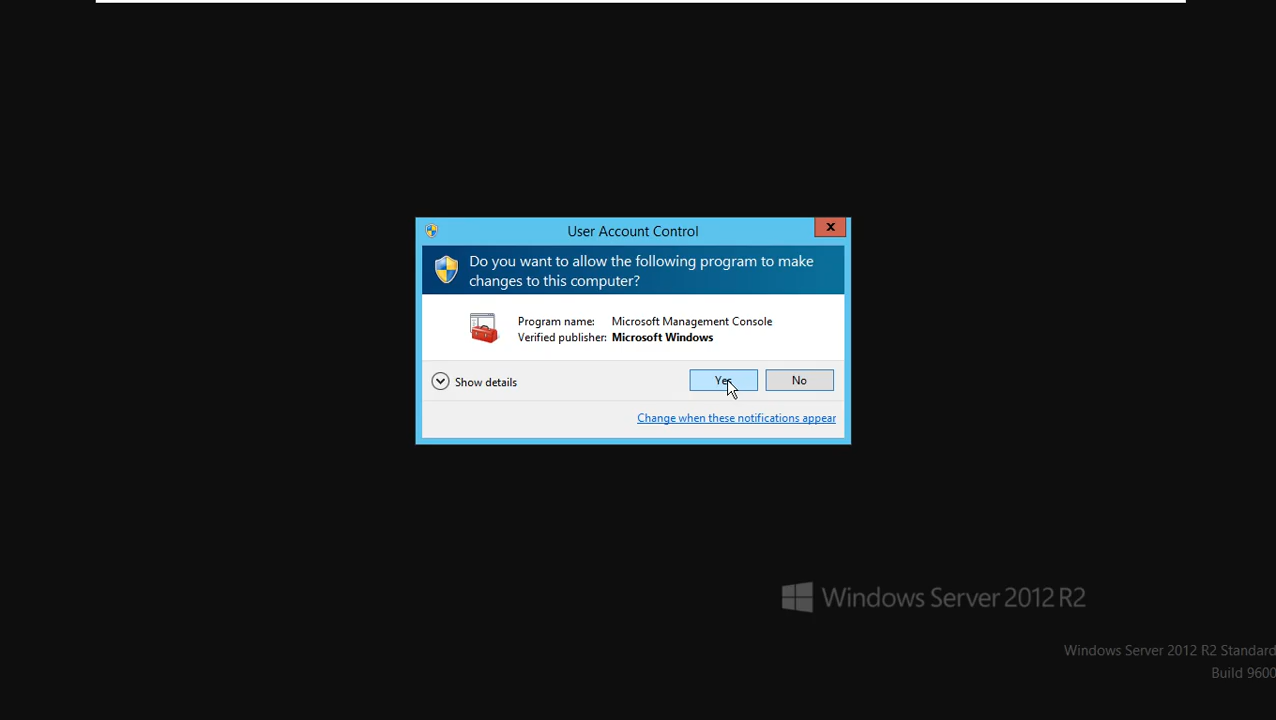 User Account Control
x
Do you want to allow the following program to make
changes to this computer?
Program name: Microsoft Management Console
Verified publisher: Microsoft Windows
Show details
Yes
No
Change when these notifications appear
Windows Server 2012 R2
Windows Server 2012 R2 Standard
Build 9600